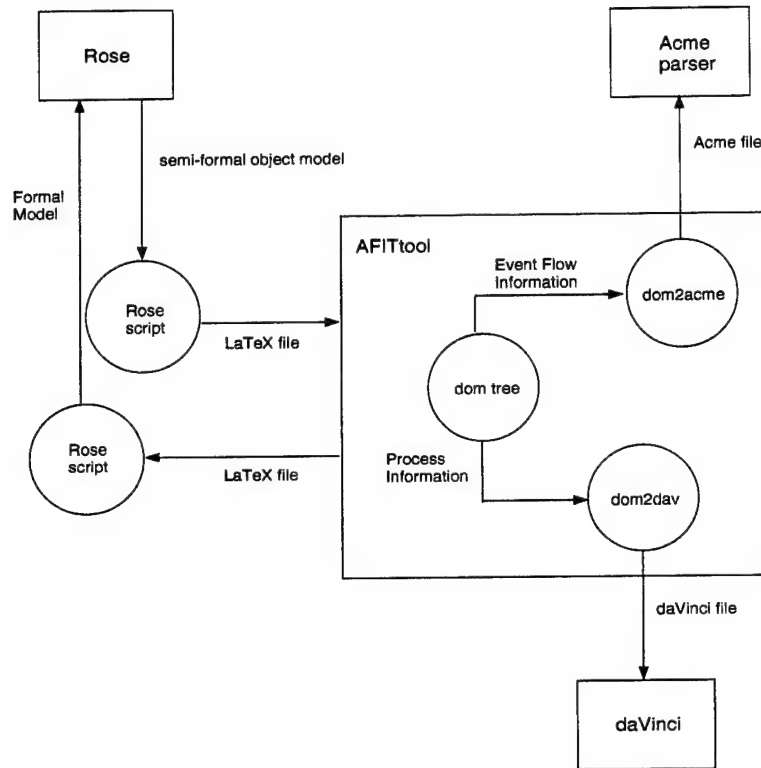 Rose
Acme
parser
semi-formal object model
Acme file
Formal
Model
AFITtool
Event Flow
Information
dom2acme
Rose
script
LaTeX file
dom tree
Rose
script
LaTeX file
Process
Information
dom2dav
daVinci file
daVinci